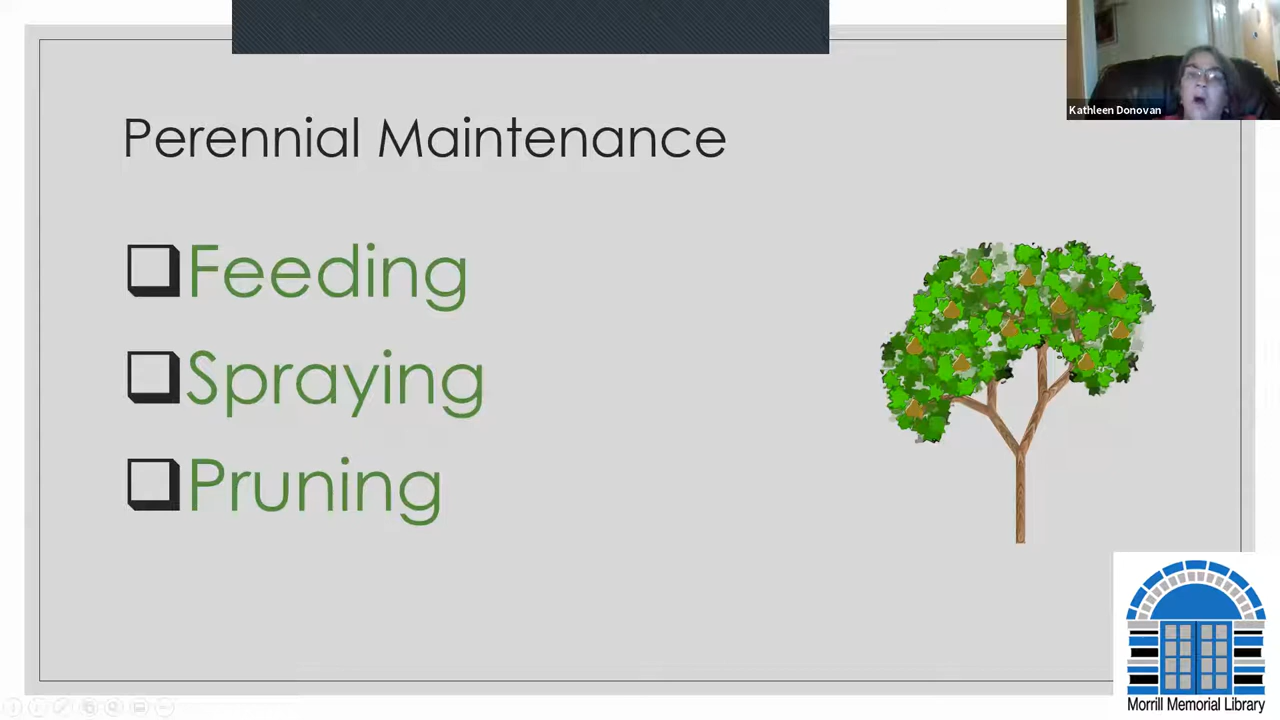 Kathleen Donovan
Perennial Maintenance
Feeding
Spraying
Pruning
Morrill Memorial Library